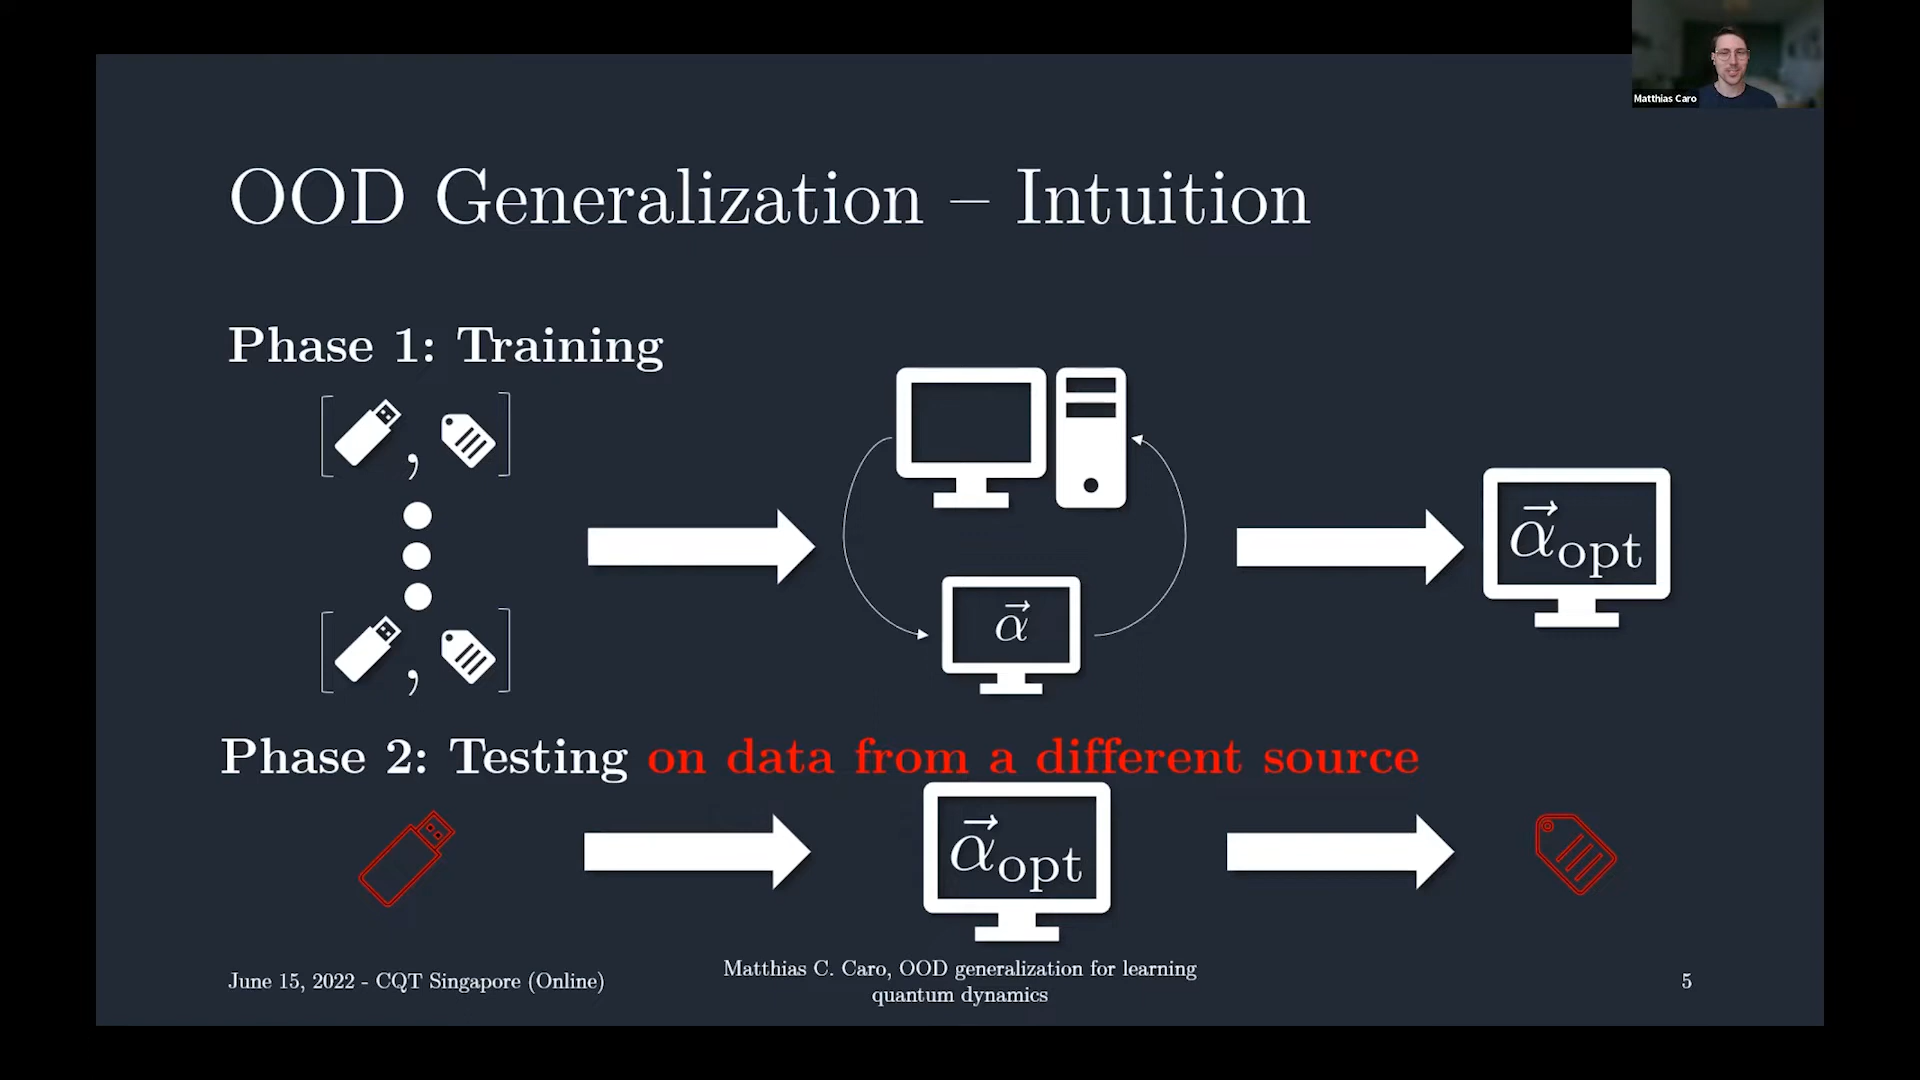 Matthias Caro
OOD Generalization – Intuition
Phase 1: Training
[ , ]
α⃗
α⃗opt
[ , ]
Phase 2: Testing on data from a different source
α⃗opt
June 15, 2022 - CQT Singapore (Online)
Matthias C. Caro, OOD generalization for learning
quantum dynamics
5